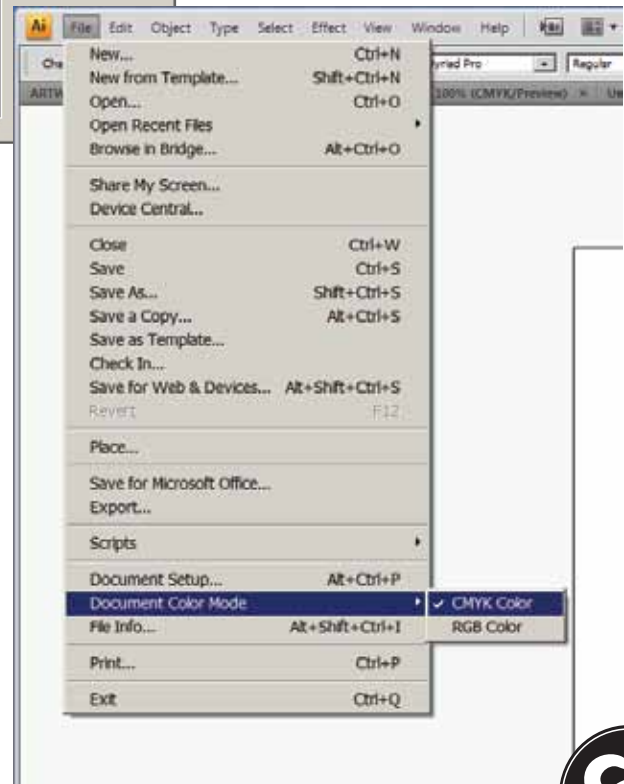 Ai File Edit Object Type Select Effect View Window Help Br
Myriad Pro Regular
100% (CMYK/Preview) ×
New... Ctrl+N
New from Template... Shift+Ctrl+N
Open... Ctrl+O
Open Recent Files
Browse in Bridge... Alt+Ctrl+O
Share My Screen...
Device Central...
Close Ctrl+W
Save Ctrl+S
Save As... Shift+Ctrl+S
Save a Copy... Alt+Ctrl+S
Save as Template...
Check In...
Save for Web & Devices... Alt+Shift+Ctrl+S
Revert F12
Place...
Save for Microsoft Office...
Export...
Scripts
Document Setup... Alt+Ctrl+P
Document Color Mode ✓ CMYK Color
File Info... Alt+Shift+Ctrl+I RGB Color
Print... Ctrl+P
Exit Ctrl+Q